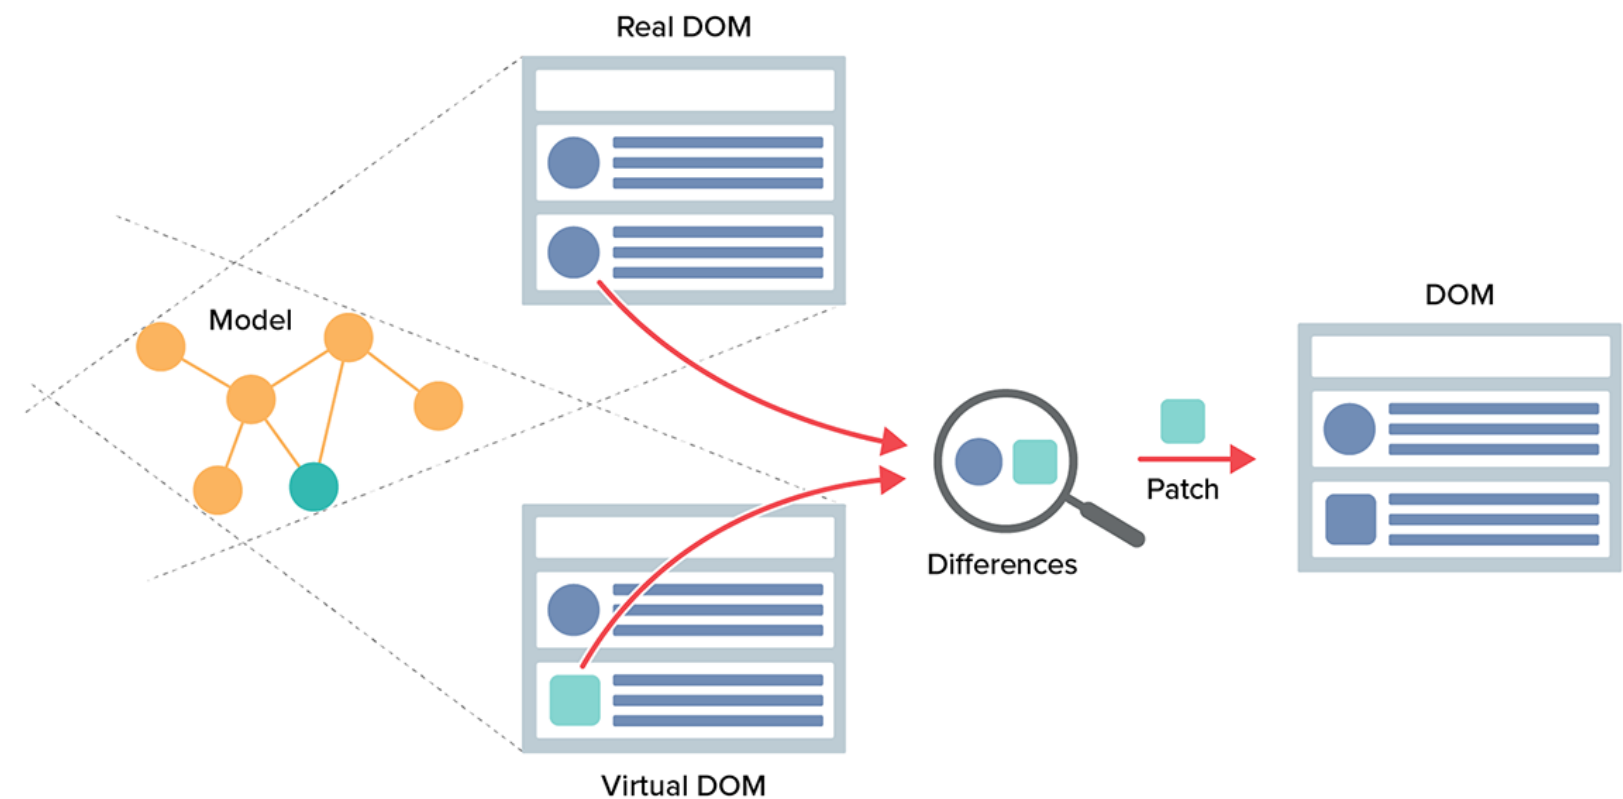 Real DOM
Model
DOM
Patch
Differences
Virtual DOM